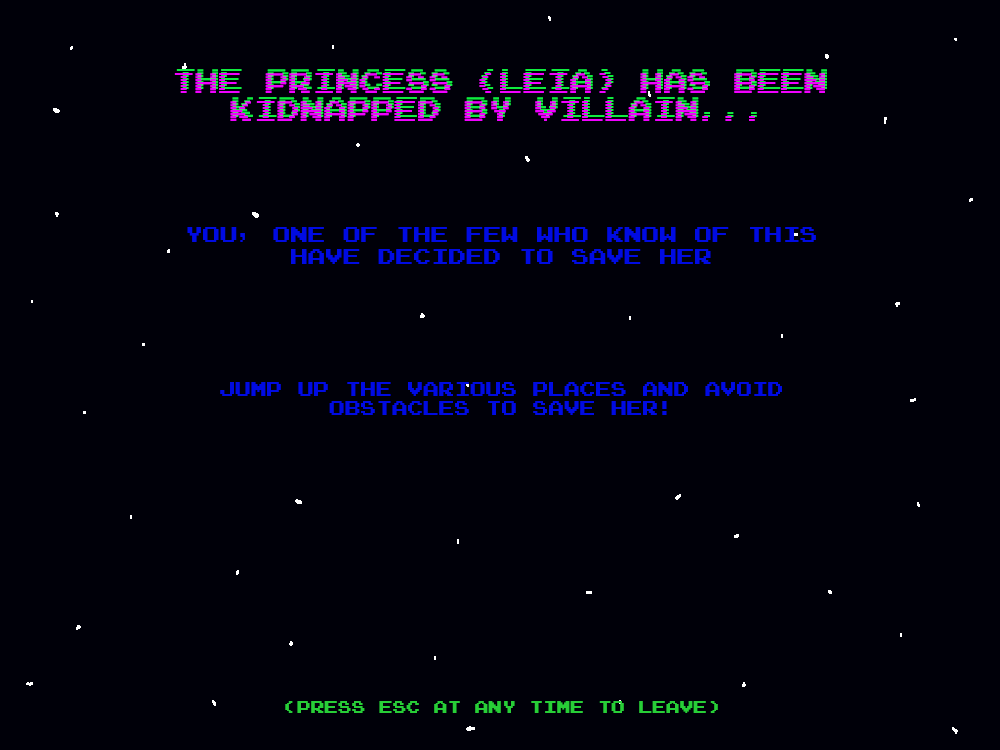 THE PRINCESS (LEIA) HAS BEEN
KIDNAPPED BY VILLAIN...
YOU, ONE OF THE FEW WHO KNOW OF THIS
HAVE DECIDED TO SAVE HER
JUMP UP THE VARIOUS PLACES AND AVOID
OBSTACLES TO SAVE HER!
(PRESS ESC AT ANY TIME TO LEAVE)